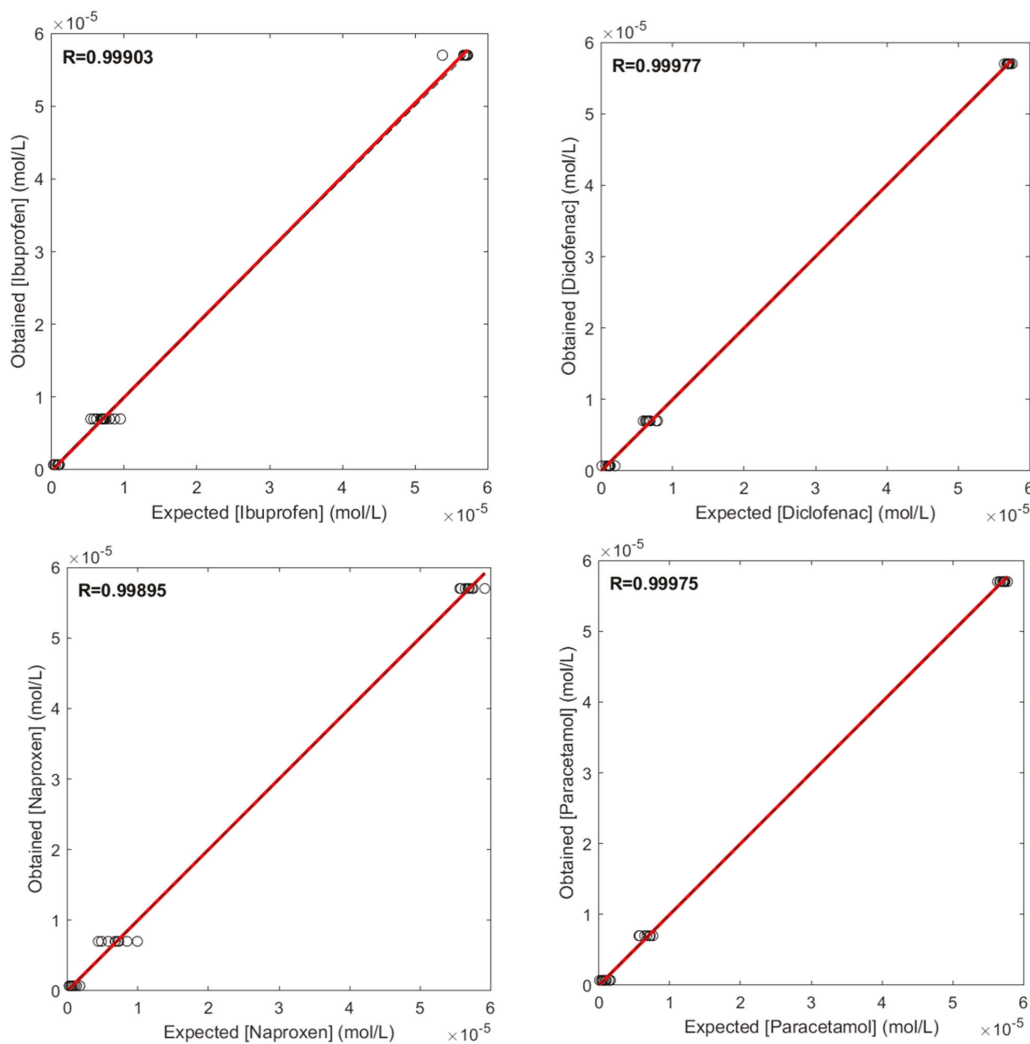 ×10⁻⁵
R=0.99903
6
5
4
3
2
1
0
Obtained [Ibuprofen] (mol/L)
0 1 2 3 4 5 6
Expected [Ibuprofen] (mol/L) ×10⁻⁵
×10⁻⁵
R=0.99977
6
5
4
3
2
1
0
Obtained [Diclofenac] (mol/L)
0 1 2 3 4 5 6
Expected [Diclofenac] (mol/L) ×10⁻⁵
×10⁻⁵
R=0.99895
6
5
4
3
2
1
0
Obtained [Naproxen] (mol/L)
0 1 2 3 4 5 6
Expected [Naproxen] (mol/L) ×10⁻⁵
×10⁻⁵
R=0.99975
6
5
4
3
2
1
0
Obtained [Paracetamol] (mol/L)
0 1 2 3 4 5 6
Expected [Paracetamol] (mol/L) ×10⁻⁵